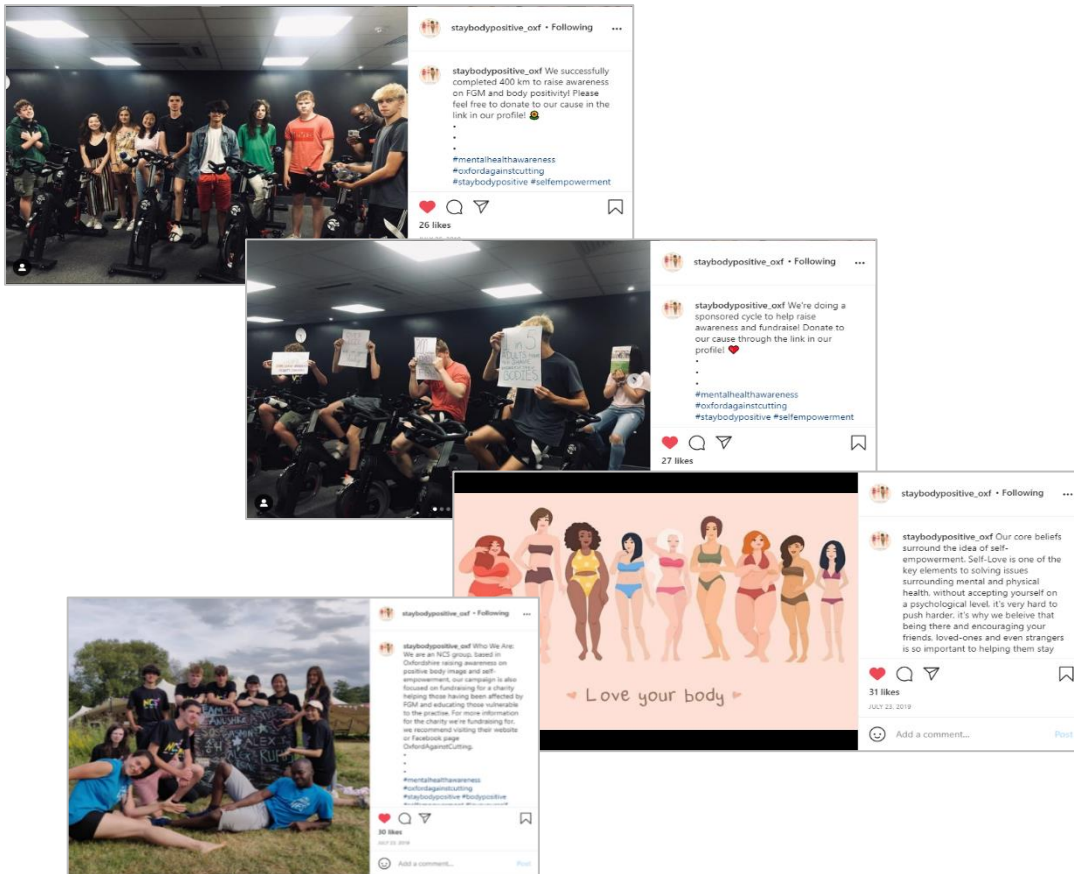 staybodypositive_oxf • Following
staybodypositive_oxf We successfully
completed 400 km to raise awareness
on FGM and body positivity! Please
feel free to donate to our cause in the
link in our profile!
•
•
•
#mentalhealthawareness
#oxfordagainstcutting
#staybodypositive #selfempowerment
26 likes
staybodypositive_oxf • Following
staybodypositive_oxf We're doing a
sponsored cycle to help raise
awareness and fundraise! Donate to
our cause through the link in our
profile!
•
•
•
#mentalhealthawareness
#oxfordagainstcutting
#staybodypositive #selfempowerment
27 likes
1 in 5
ADULTS
BODIES
staybodypositive_oxf • Following
staybodypositive_oxf Our core beliefs
surround the idea of self-
empowerment. Self-Love is one of the
key elements to solving issues
surrounding mental and physical
health. without accepting yourself on
a psychological level, it's very hard to
push harder. it's why we beleive that
being there and encouraging your
friends, loved-ones and even strangers
is so important to helping them stay
31 likes
JULY 23, 2019
Add a comment... Post
Love your body
staybodypositive_oxf • Following
staybodypositive_oxf Who We Are:
We are an NCS group, based in
Oxfordshire raising awareness on
positive body image and self-
empowerment, our campaign is also
focused on fundraising for a charity
helping those having been affected by
FGM and educating those vulnerable
to the practise. For more information
for the charity we're fundraising for,
we recommend visiting their website
or Facebook page
OxfordAgainstCutting.
•
•
•
#mentalhealthawareness
#oxfordagainstcutting
#staybodypositive #bodypositive
30 likes
JULY 23, 2019
Add a comment... Post